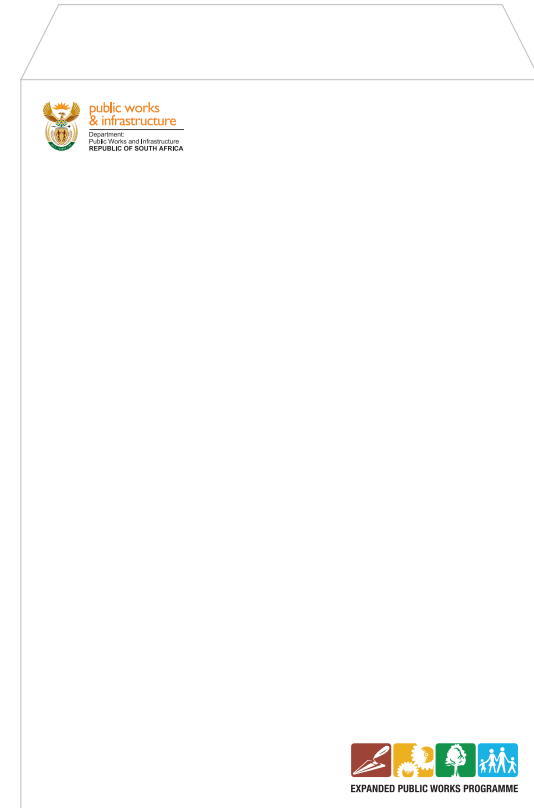 public works
& infrastructure
Department:
Public Works and Infrastructure
REPUBLIC OF SOUTH AFRICA
EXPANDED PUBLIC WORKS PROGRAMME